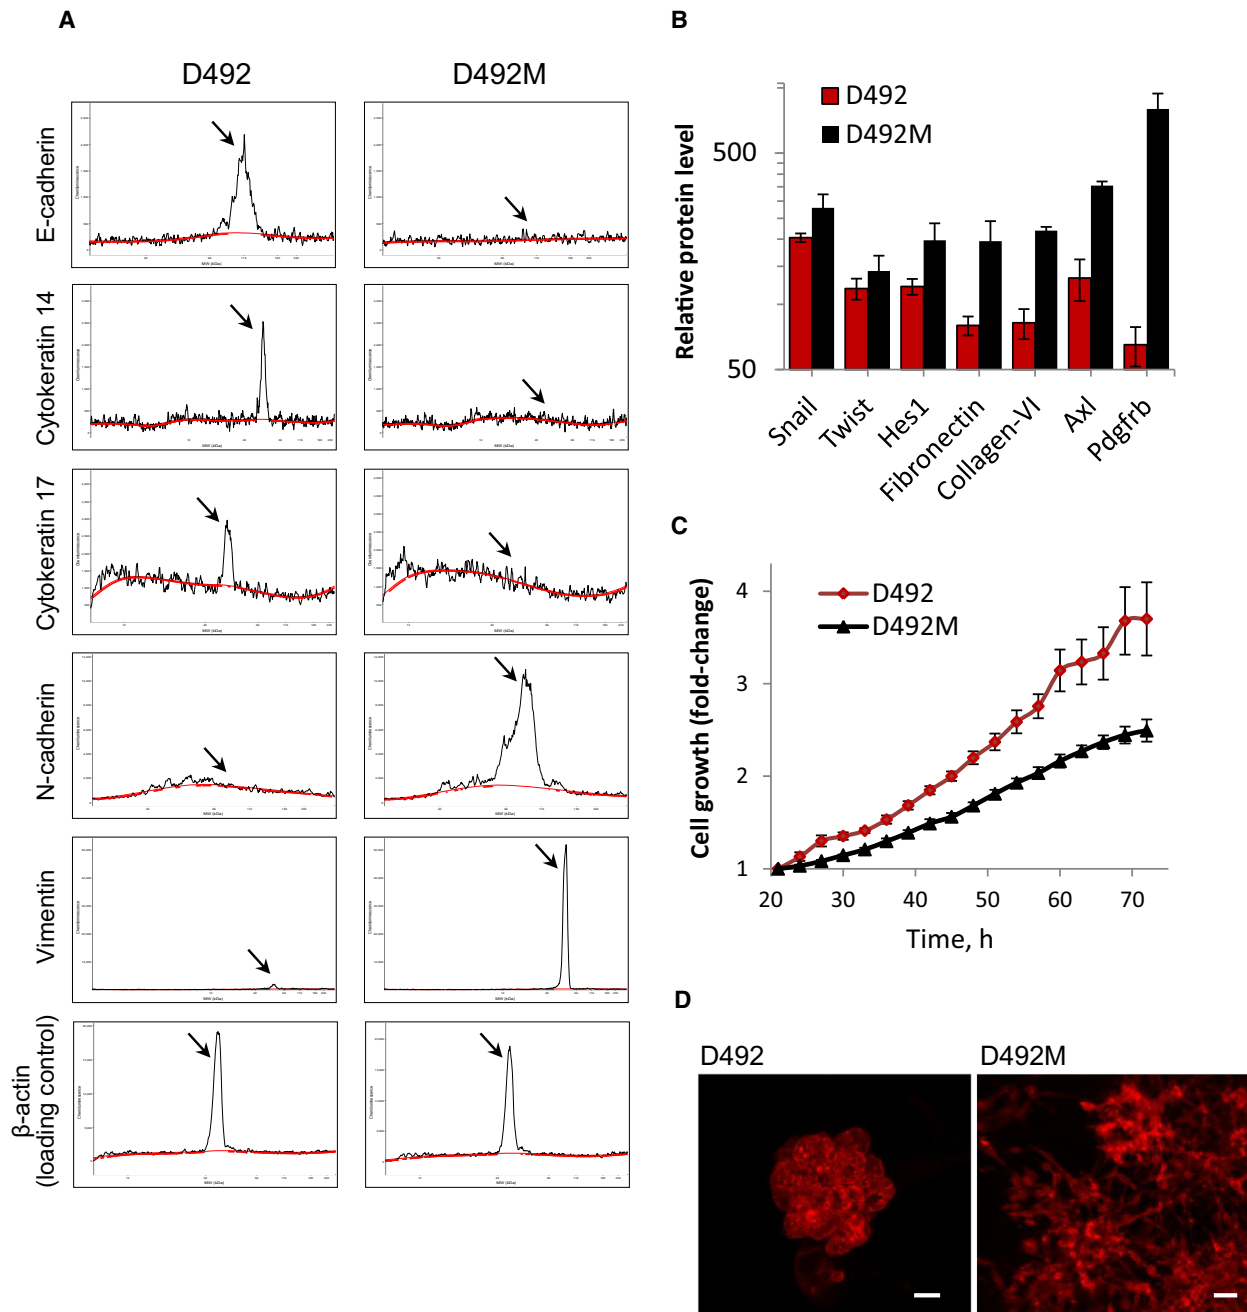 A
D492
D492M
E-cadherin
Cytokeratin 14
Cytokeratin 17
N-cadherin
Vimentin
β-actin
(loading control)
MW (kDa)
B
D492
D492M
Relative protein level
500
50
Snail
Twist
Hes1
Fibronectin
Collagen-VI
Axl
Pdgfrb
C
D492
D492M
Cell growth (fold-change)
4
3
2
1
20
30
40
50
60
70
Time, h
D
D492
D492M